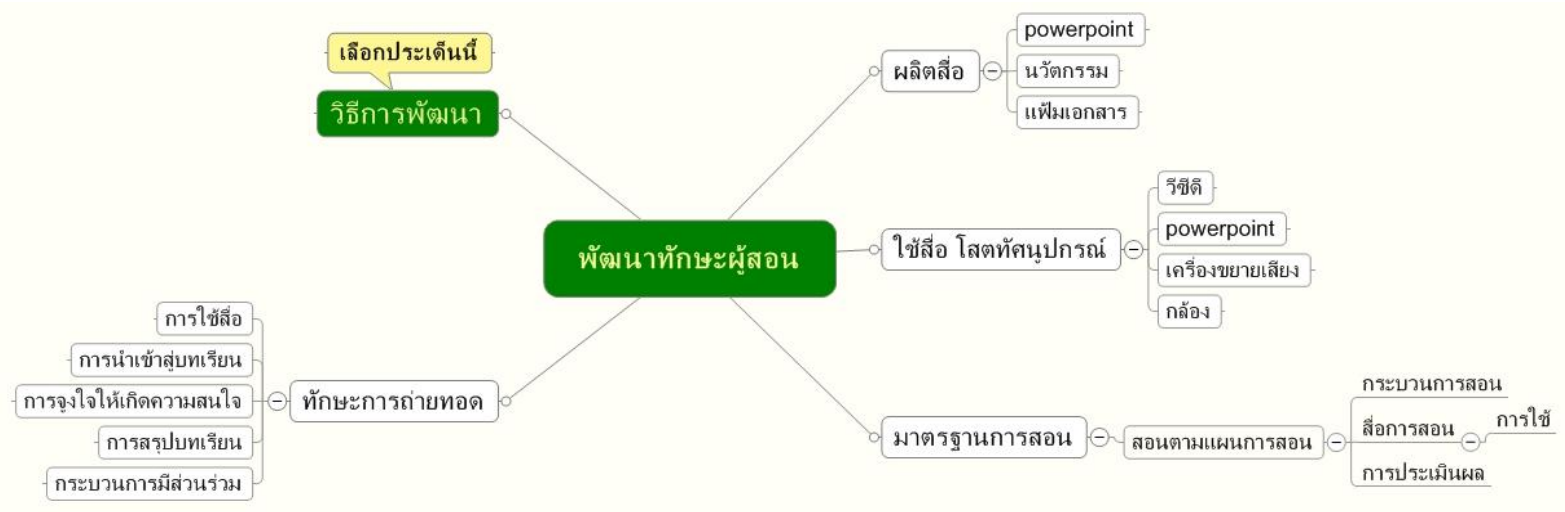 เลือกประเด็นนี้
วิธีการพัฒนา
พัฒนาทักษะผู้สอน
ผลิตสื่อ
powerpoint
นวัตกรรม
แฟ้มเอกสาร
ใช้สื่อ โสตทัศนูปกรณ์
วีซีดี
powerpoint
เครื่องขยายเสียง
กล้อง
มาตรฐานการสอน
สอนตามแผนการสอน
กระบวนการสอน
สื่อการสอน
การใช้
การประเมินผล
ทักษะการถ่ายทอด
การใช้สื่อ
การนำเข้าสู่บทเรียน
การจูงใจให้เกิดความสนใจ
การสรุปบทเรียน
กระบวนการมีส่วนร่วม